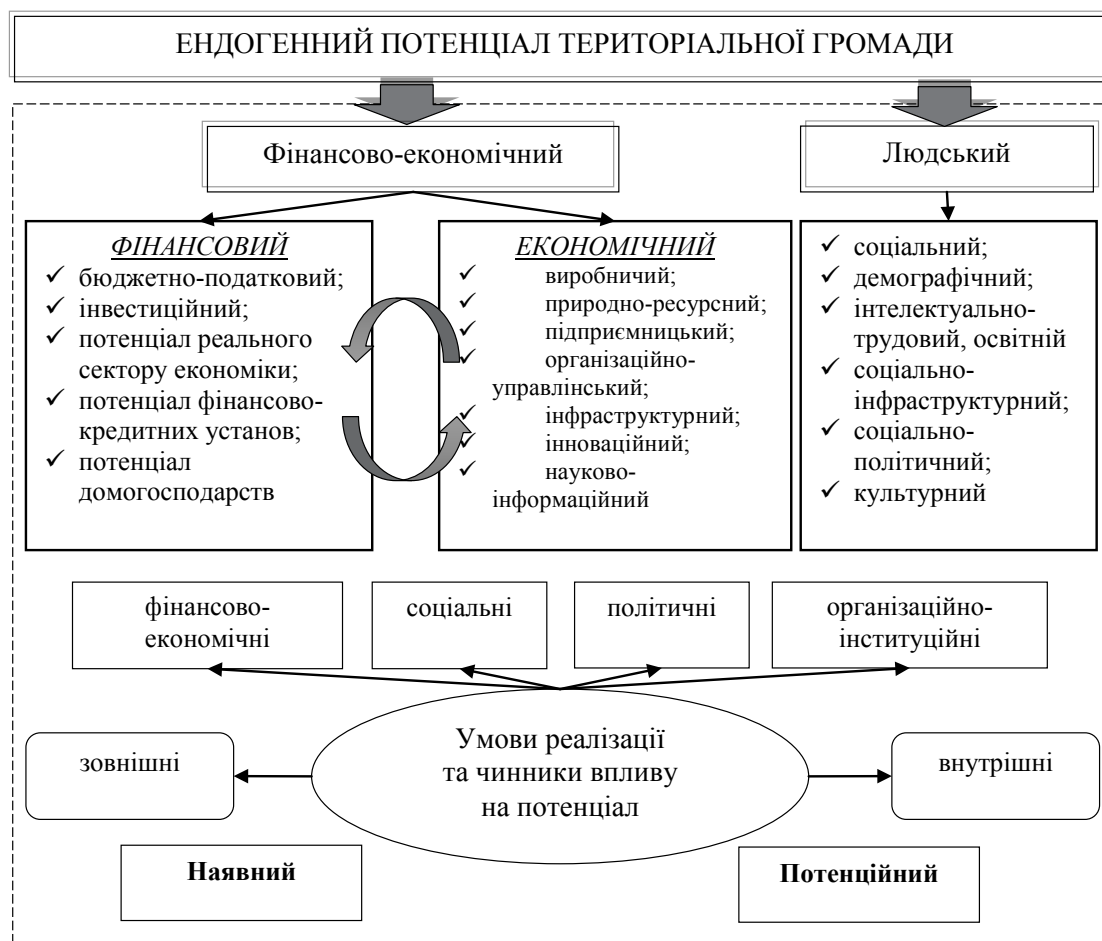 ЕНДОГЕННИЙ ПОТЕНЦІАЛ ТЕРИТОРІАЛЬНОЇ ГРОМАДИ
Фінансово-економічний
Людський
ФІНАНСОВИЙ
✓ бюджетно-податковий;
✓ інвестиційний;
✓ потенціал реального
сектору економіки;
✓ потенціал фінансово-
кредитних установ;
✓ потенціал
домогосподарств
ЕКОНОМІЧНИЙ
✓ виробничий;
✓ природно-ресурсний;
✓ підприємницький;
✓ організаційно-
управлінський;
✓ інфраструктурний;
✓ інноваційний;
✓ науково-
інформаційний
✓ соціальний;
✓ демографічний;
✓ інтелектуально-
трудовий, освітній
✓ соціально-
інфраструктурний;
✓ соціально-
політичний;
✓ культурний
фінансово-
економічні
соціальні
політичні
організаційно-
інституційні
Умови реалізації
та чинники впливу
на потенціал
зовнішні
внутрішні
Наявний
Потенційний